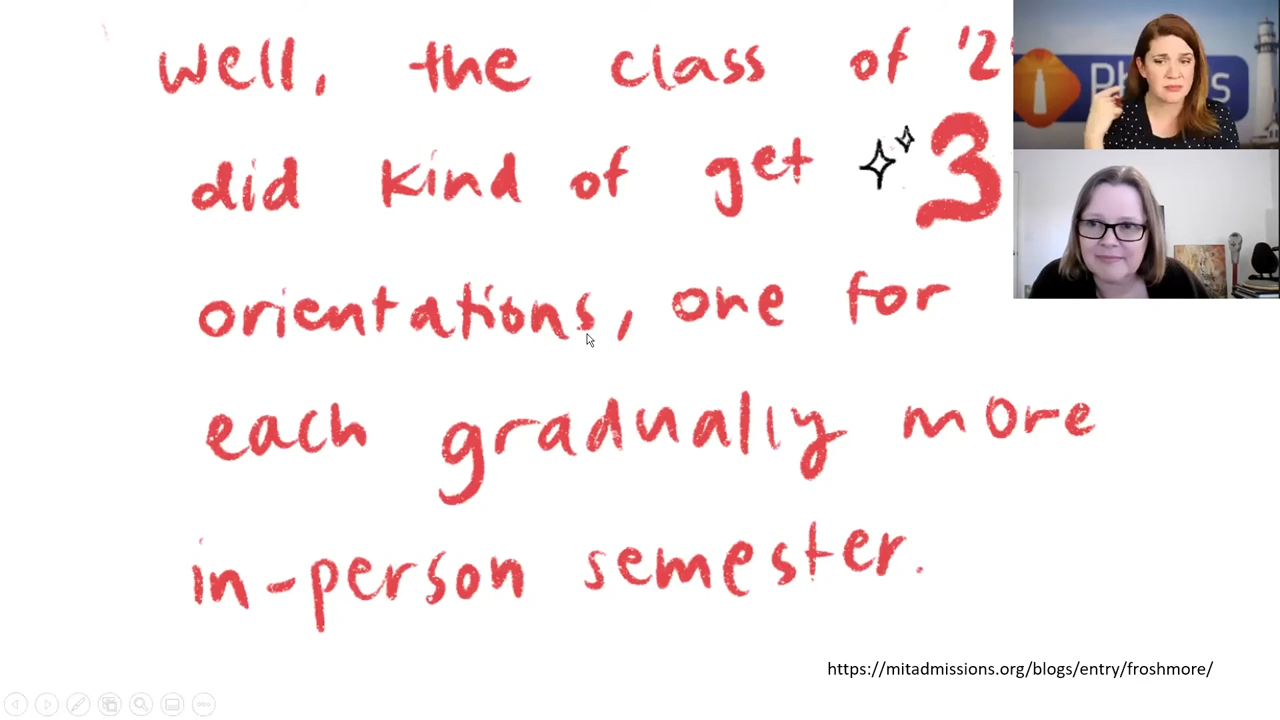 well, the class of '2
did kind of get 3
orientations, one for
each gradually more
in-person semester.
https://mitadmissions.org/blogs/entry/froshmore/